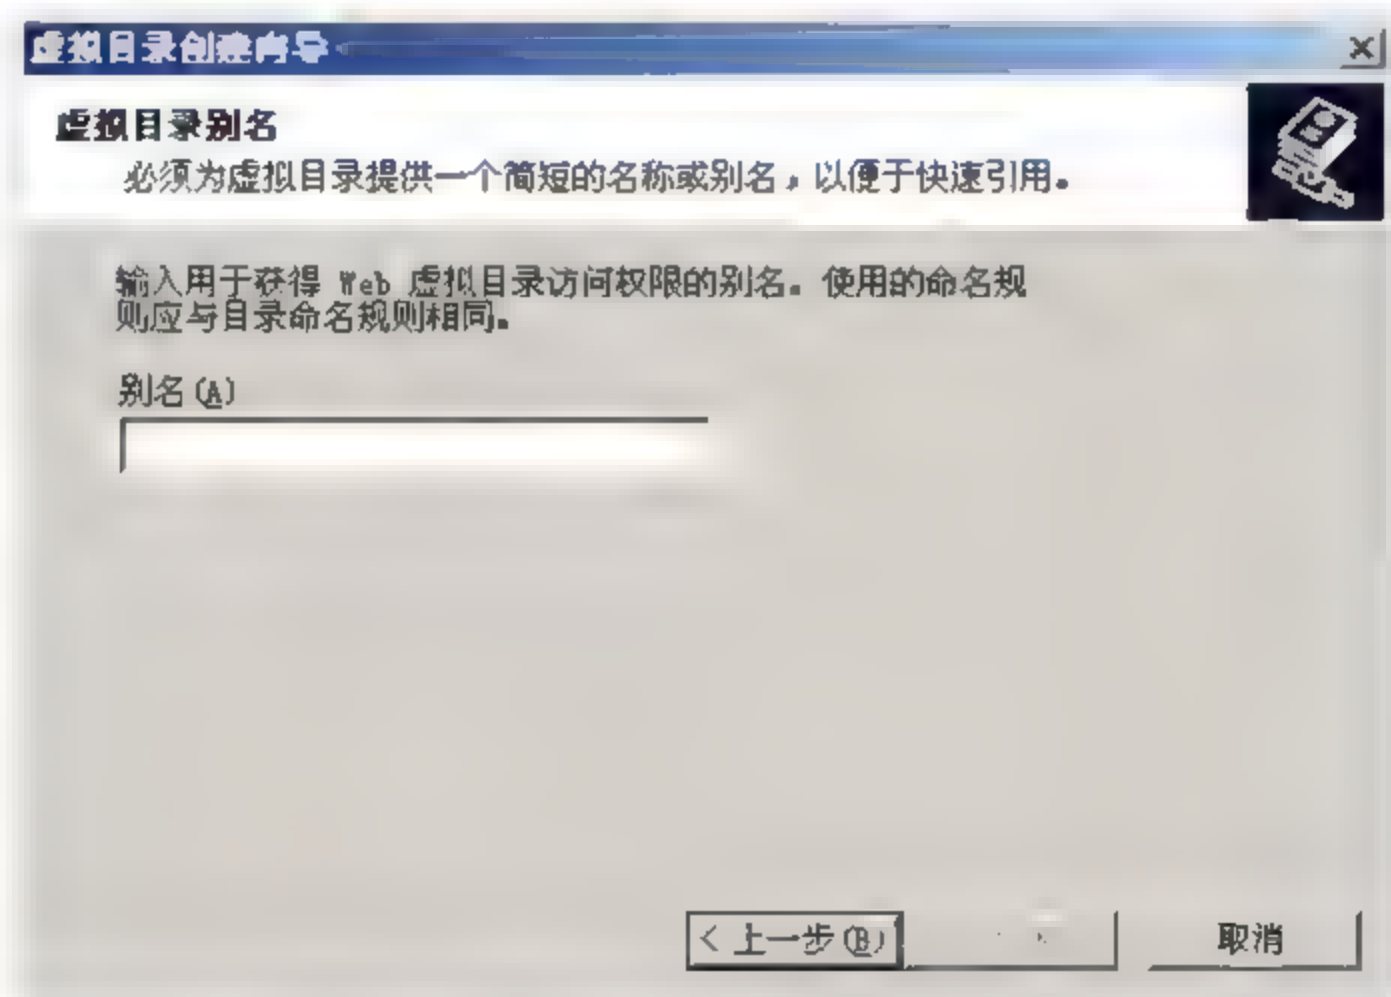 虚拟目录创建向导
虚拟目录别名
必须为虚拟目录提供一个简短的名称或别名，以便于快速引用。
输入用于获得 Web 虚拟目录访问权限的别名。使用的命名规
则应与目录命名规则相同。
别名(A)
< 上一步(B)
取消